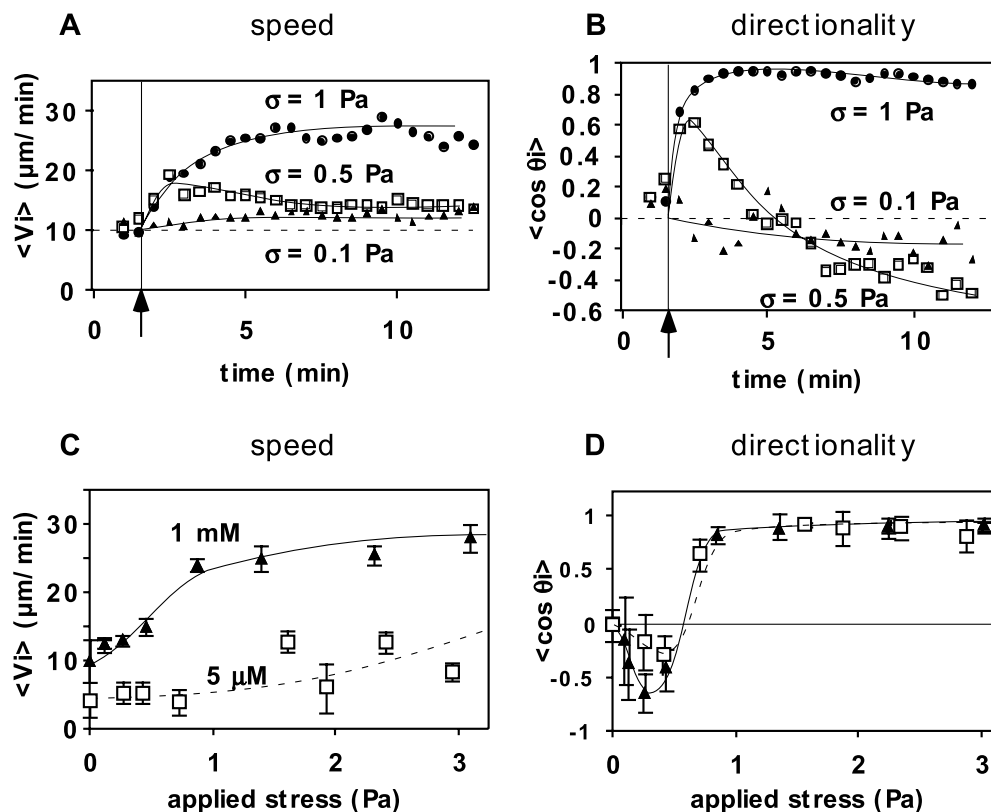 A speed
<Vi> (µm/ min)
30
20
10
0
σ = 1 Pa
σ = 0.5 Pa
σ = 0.1 Pa
0 5 10
time (min)
B directionality
<cos θi>
1
0.8
0.6
0.4
0.2
0
-0.2
-0.4
-0.6
σ = 1 Pa
σ = 0.1 Pa
σ = 0.5 Pa
0 5 10
time (min)
C speed
<Vi> (µm/ min)
30
20
10
0
1 mM
5 µM
0 1 2 3
applied stress (Pa)
D directionality
<cos θi>
1
0.5
0
-0.5
-1
0 1 2 3
applied stress (Pa)